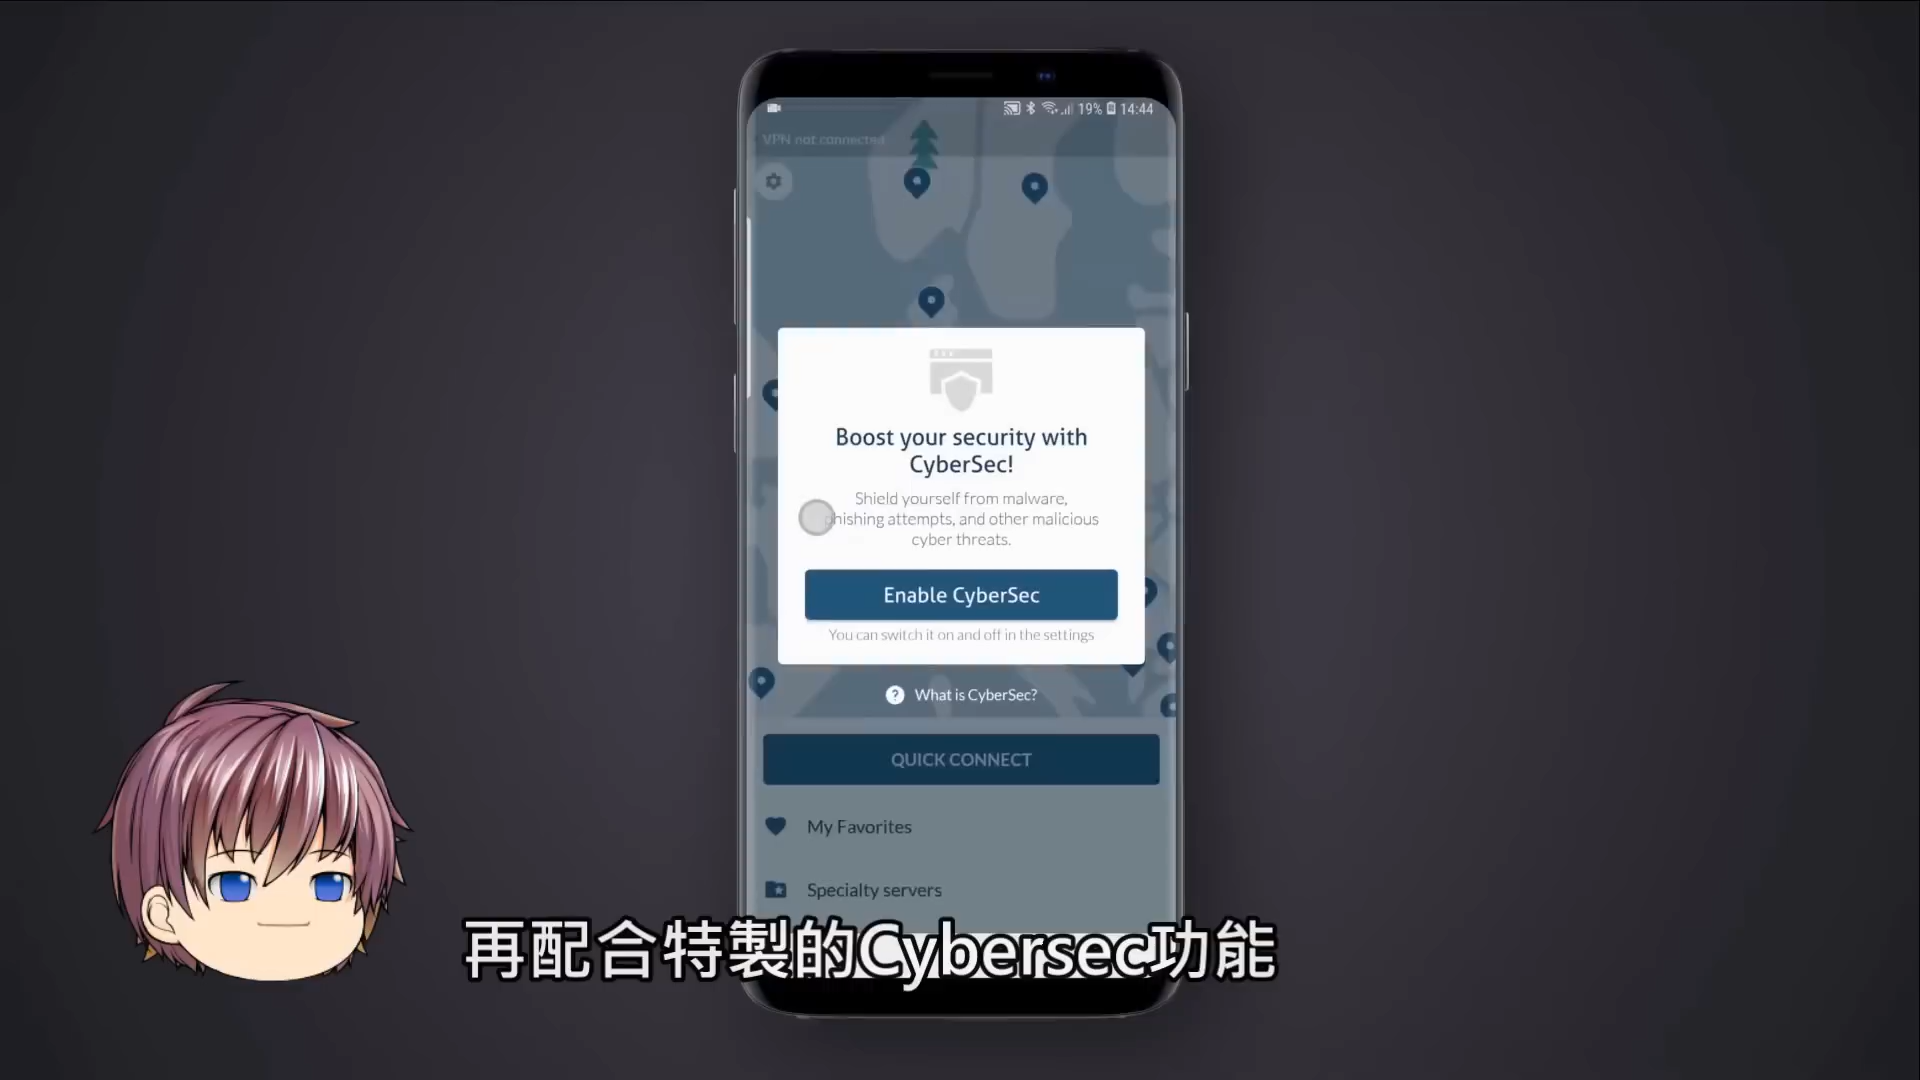 19% 14:44
VPN not connected
Boost your security with
CyberSec!
Shield yourself from malware,
phishing attempts, and other malicious
cyber threats.
Enable CyberSec
You can switch it on and off in the settings
? What is CyberSec?
QUICK CONNECT
My Favorites
Specialty servers
再配合特製的Cybersec功能